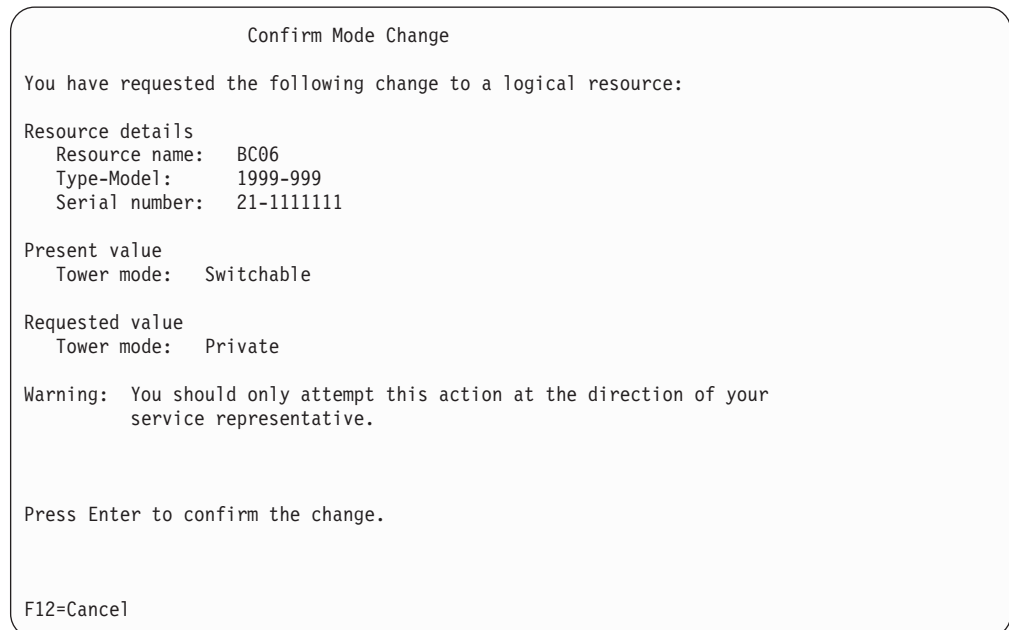 Confirm Mode Change
You have requested the following change to a logical resource:
Resource details
Resource name: BC06
Type-Model: 1999-999
Serial number: 21-1111111
Present value
Tower mode: Switchable
Requested value
Tower mode: Private
Warning: You should only attempt this action at the direction of your
service representative.
Press Enter to confirm the change.
F12=Cancel